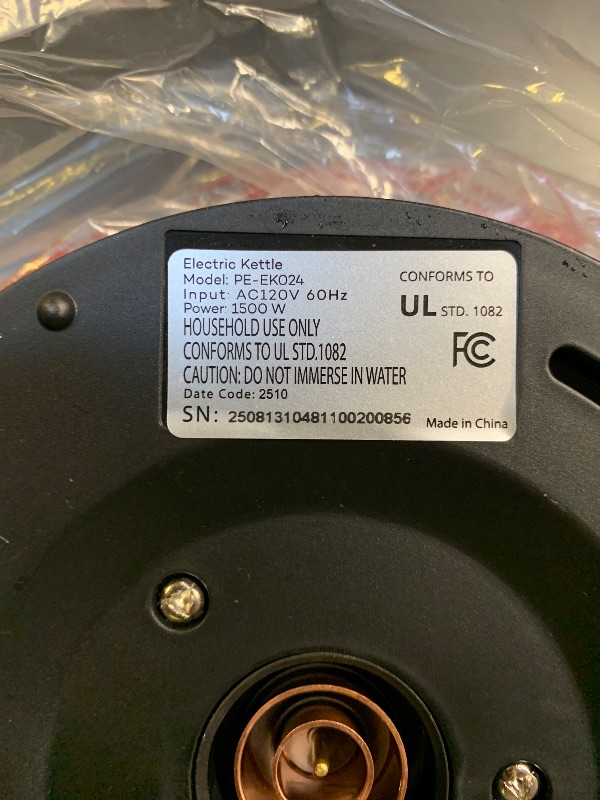 Electric Kettle
Model: PE-EK024
Input: AC120V 60Hz
Power: 1500 W
HOUSEHOLD USE ONLY
CONFORMS TO UL STD.1082
CAUTION: DO NOT IMMERSE IN WATER
Date Code: 2510
SN: 25081310481100200856
CONFORMS TO
UL STD. 1082
FC
Made in China